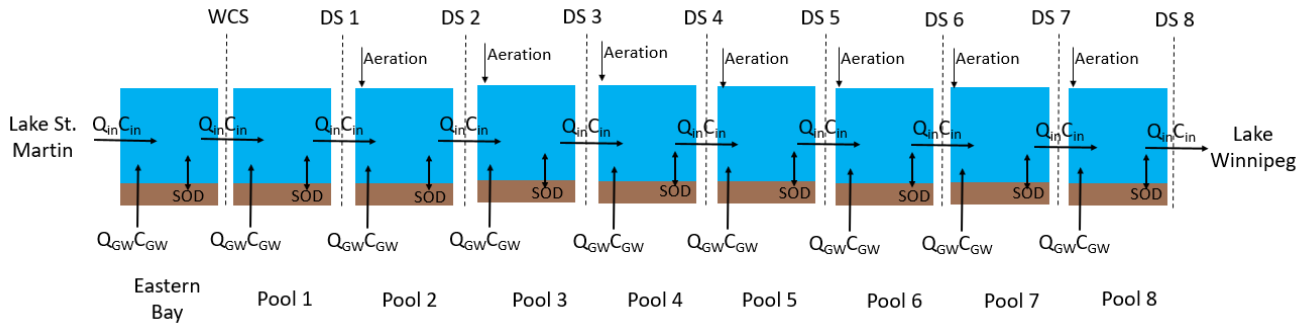 WCS DS 1 DS 2 DS 3 DS 4 DS 5 DS 6 DS 7 DS 8
Aeration Aeration Aeration Aeration Aeration Aeration Aeration
Lake St.
Martin
QinCin QinCin QinCin QinCin QinCin QinCin QinCin QinCin QinCin QinCin
Lake
Winnipeg
SOD SOD SOD SOD SOD SOD SOD SOD SOD
QGWCGW QGWCGW QGWCGW QGWCGW QGWCGW QGWCGW QGWCGW QGWCGW QGWCGW
Eastern
Bay
Pool 1 Pool 2 Pool 3 Pool 4 Pool 5 Pool 6 Pool 7 Pool 8